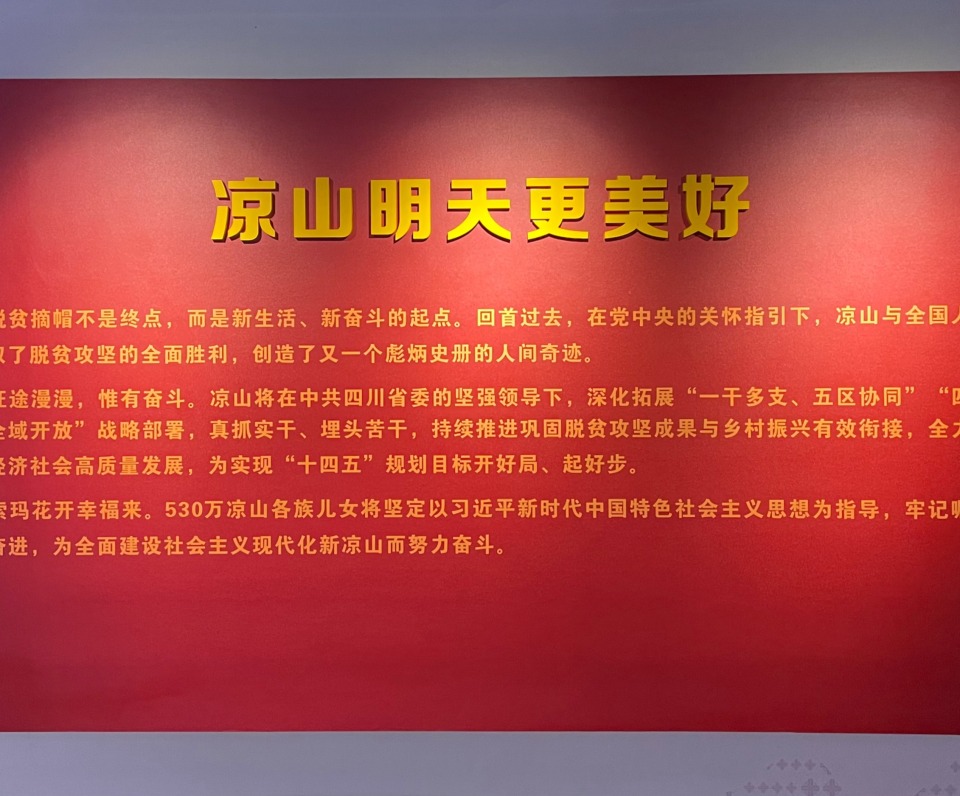 凉山明天更美好
脱贫摘帽不是终点，而是新生活、新奋斗的起点。回首过去，在党中央的关怀指引下，凉山与全国人
取了脱贫攻坚的全面胜利，创造了又一个彪炳史册的人间奇迹。
征途漫漫，惟有奋斗。凉山将在中共四川省委的坚强领导下，深化拓展“一干多支、五区协同”“四
全域开放”战略部署，真抓实干、埋头苦干，持续推进巩固脱贫攻坚成果与乡村振兴有效衔接，全力
经济社会高质量发展，为实现“十四五”规划目标开好局、起好步。
索玛花开幸福来。530万凉山各族儿女将坚定以习近平新时代中国特色社会主义思想为指导，牢记嘱
奋进，为全面建设社会主义现代化新凉山而努力奋斗。